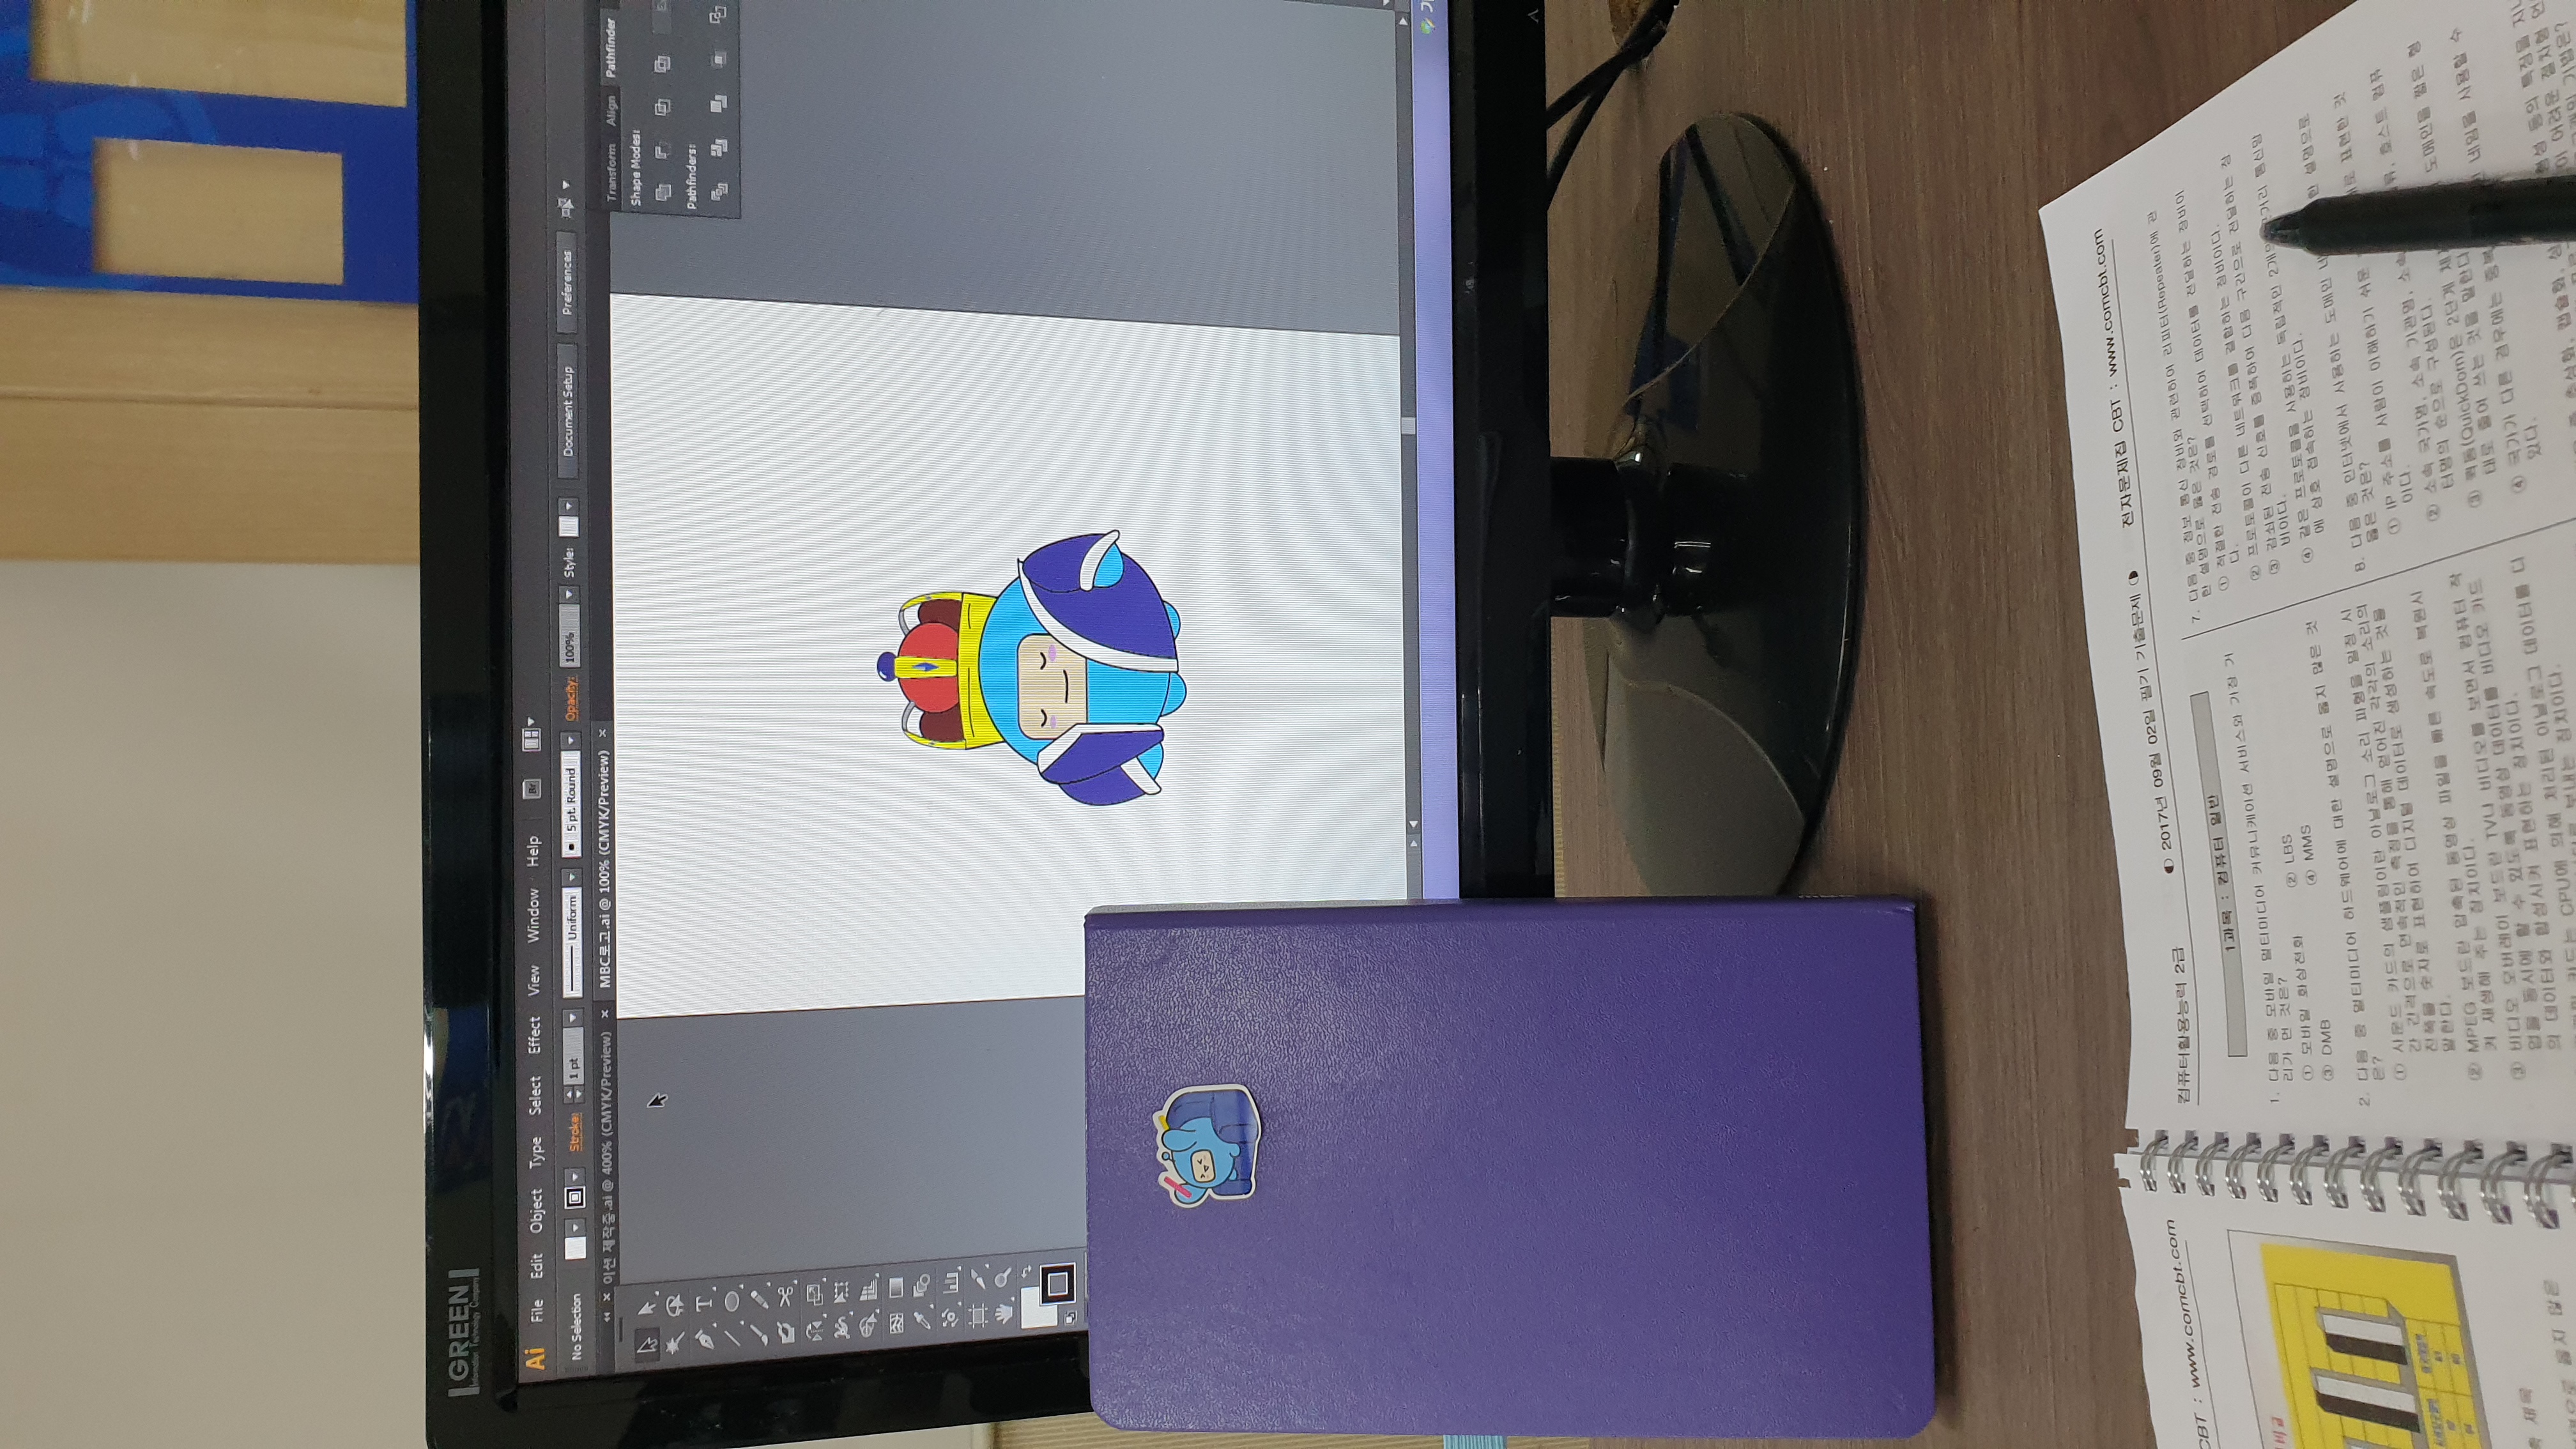 GREEN
Information Technology Company
Ai File Edit Object Type Select Effect View Window Help Br
No Selection Stroke: 1 pt Uniform 5 pt. Round Opacity: 100% Style: Document Setup Preferences
이션 제작중.ai @ 400% (CMYK/Preview) MBC로고.ai @ 100% (CMYK/Preview)
Transform Align Pathfinder
Shape Modes:
Pathfinders:
CBT : www.comcbt.com
컴퓨터활용능력 2급
2017년 09월 02일 필기 기출문제
전자문제집 CBT : www.comcbt.com
1과목 : 컴퓨터 일반
1. 다음 중 모바일 멀티미디어 커뮤니케이션 서비스와 가장 거
리가 먼 것은?
① 모바일 화상전화 ② LBS
③ DMB ④ MMS
2. 다음 중 멀티미디어 하드웨어에 대한 설명으로 옳지 않은 것
은?
① 사운드 카드의 샘플링이란 아날로그 소리 파형을 일정 시
간 간격으로 연속적인 측정을 통해 얻어진 각각의 소리의
진폭을 숫자로 표현하여 디지털 데이터로 생성하는 것을
말한다.
② MPEG 보드란 압축된 동영상 파일을 빠른 속도로 복원시
켜 재생해 주는 장치이다.
③ 비디오 오버레이 보드란 TV나 비디오를 보면서 컴퓨터 작
업을 동시에 할 수 있도록 동영상 데이터를 비디오 카드
의 데이터와 합성시켜 표현하는 장치이다.
카드는 CPU에 의해 처리된 아날로그 데이터를 디
보내는 장치이다.
7. 다음 중 정보 통신 장비와 관련하여 리피터(Repeater)에 관
한 설명으로 옳은 것은?
① 적절한 전송 경로를 선택하여 데이터를 전달하는 장비이
다.
② 프로토콜이 다른 네트워크를 결합하는 장비이다.
③ 감쇠된 전송 신호를 증폭하여 다음 구간으로 전달하는 장
비이다.
④ 같은 프로토콜을 사용하는 독립적인 2개의 근거리 통신망
에 상호 접속하는 장비이다.
8. 다음 중 인터넷에서 사용하는 도메인 네 한 설명으로
옳은 것은?
① IP 주소를 사람이 이해하기 쉬운 로 표현한 것
이다.
② 소속 국가명, 소속 기관명, 소속 류, 호스트 컴퓨
터명의 순으로 구성된다.
③ 퀵돔(QuickDom)은 2단계 체 도메인을 짧은 형
태로 줄여 쓰는 것을 말한다
④ 국가가 다른 경우에는 중복 네임을 사용할 수
있다.
제목
으로 옳지 않은